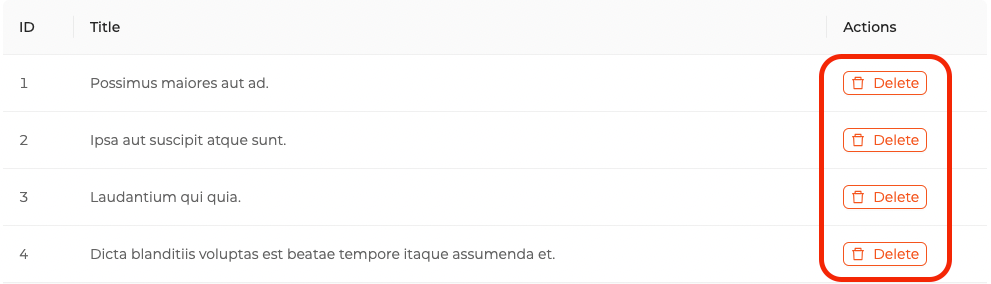 ID Title Actions
1 Possimus maiores aut ad. Delete
2 Ipsa aut suscipit atque sunt. Delete
3 Laudantium qui quia. Delete
4 Dicta blanditiis voluptas est beatae tempore itaque assumenda et. Delete